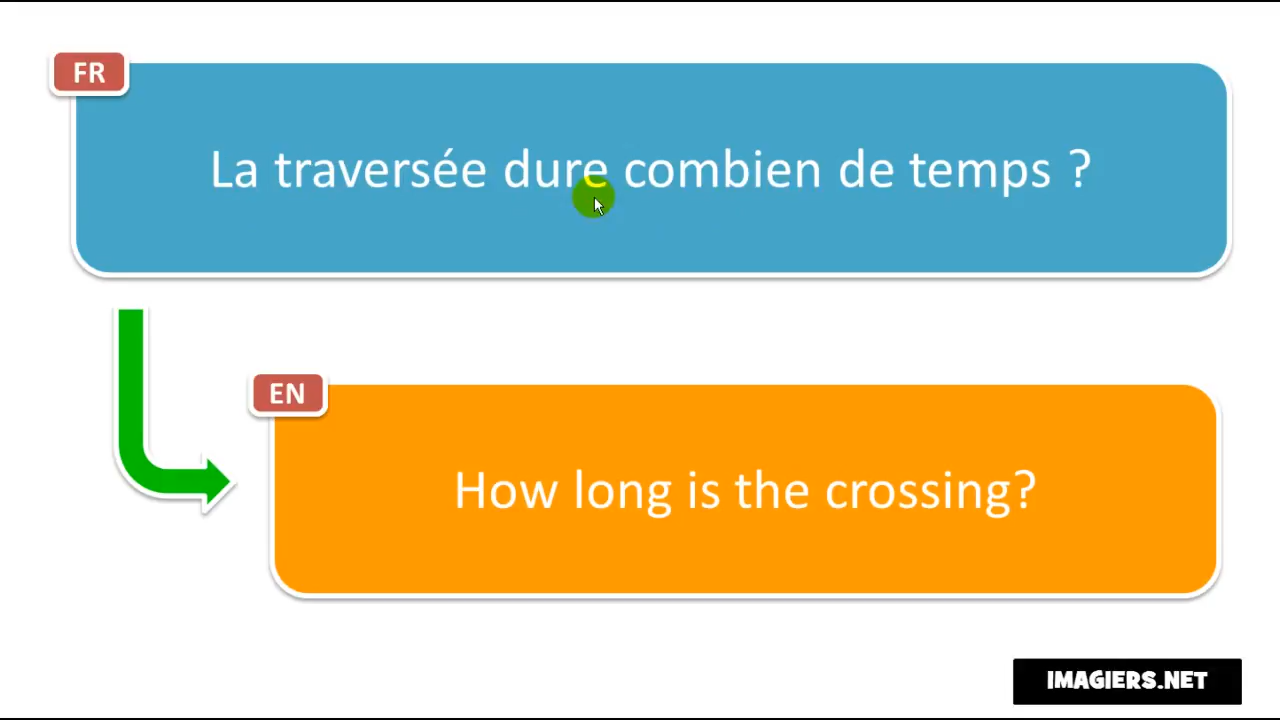 FR
La traversée dure combien de temps ?
EN
How long is the crossing?
IMAGIERS.NET